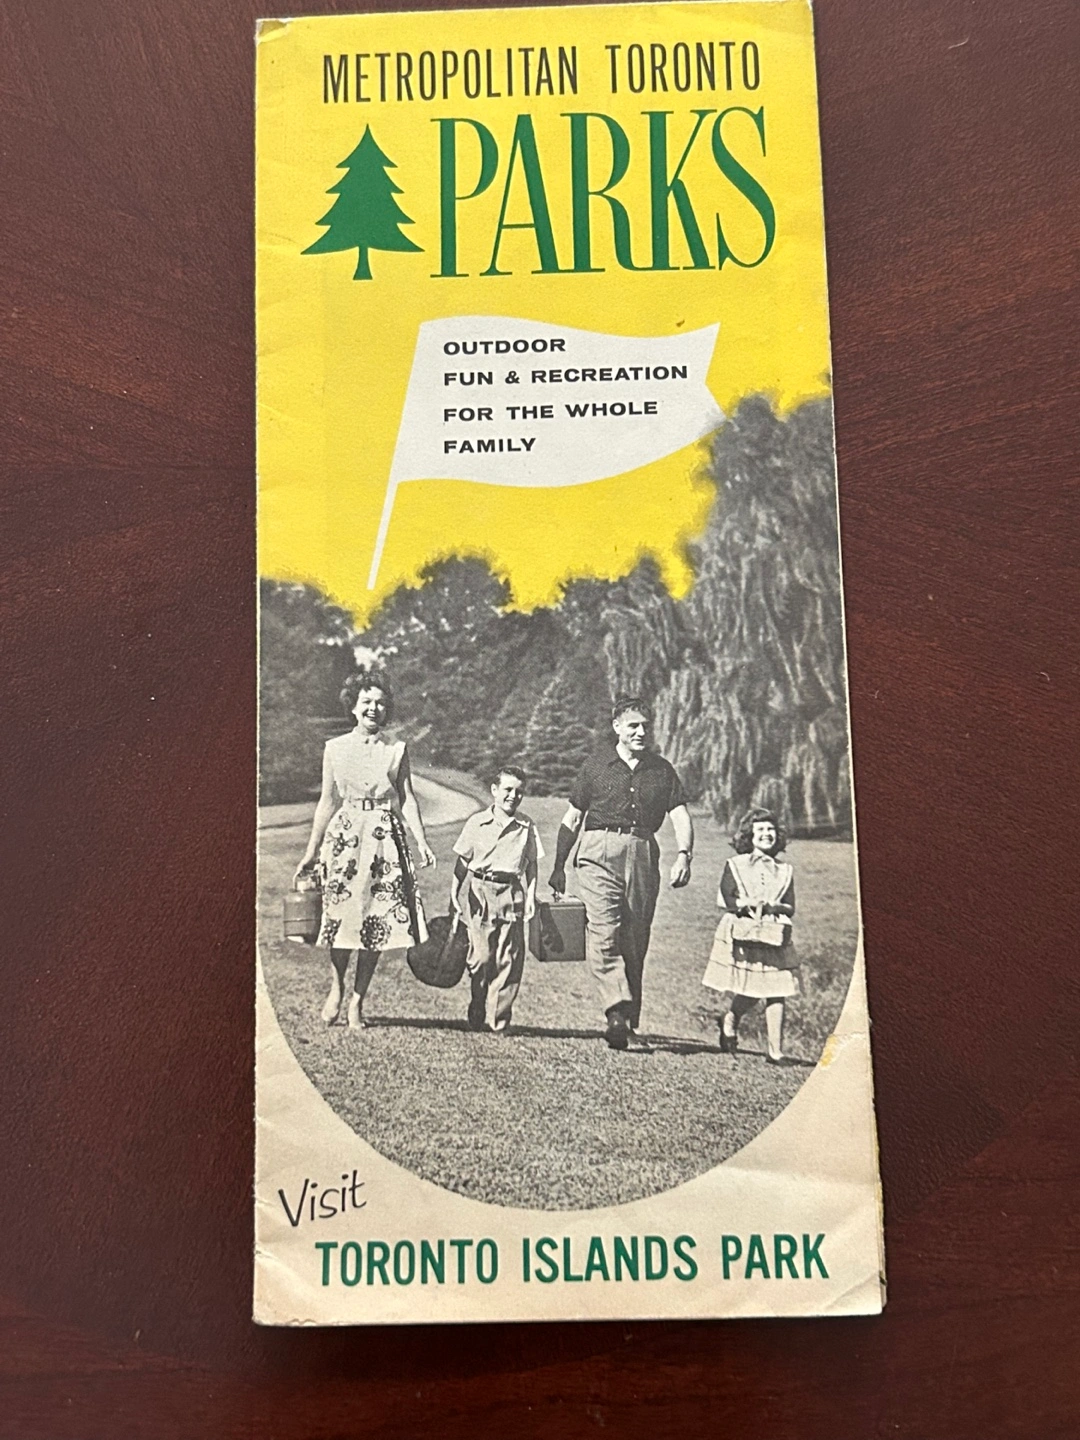 METROPOLITAN TORONTO
PARKS
OUTDOOR
FUN & RECREATION
FOR THE WHOLE
FAMILY
Visit
TORONTO ISLANDS PARK